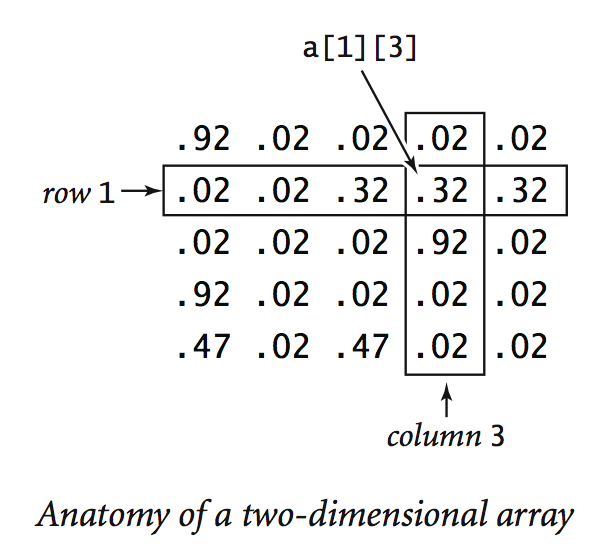 a[1][3]
.92 .02 .02 .02 .02
row 1 .02 .02 .32 .32 .32
.02 .02 .02 .92 .02
.92 .02 .02 .02 .02
.47 .02 .47 .02 .02
column 3
Anatomy of a two-dimensional array